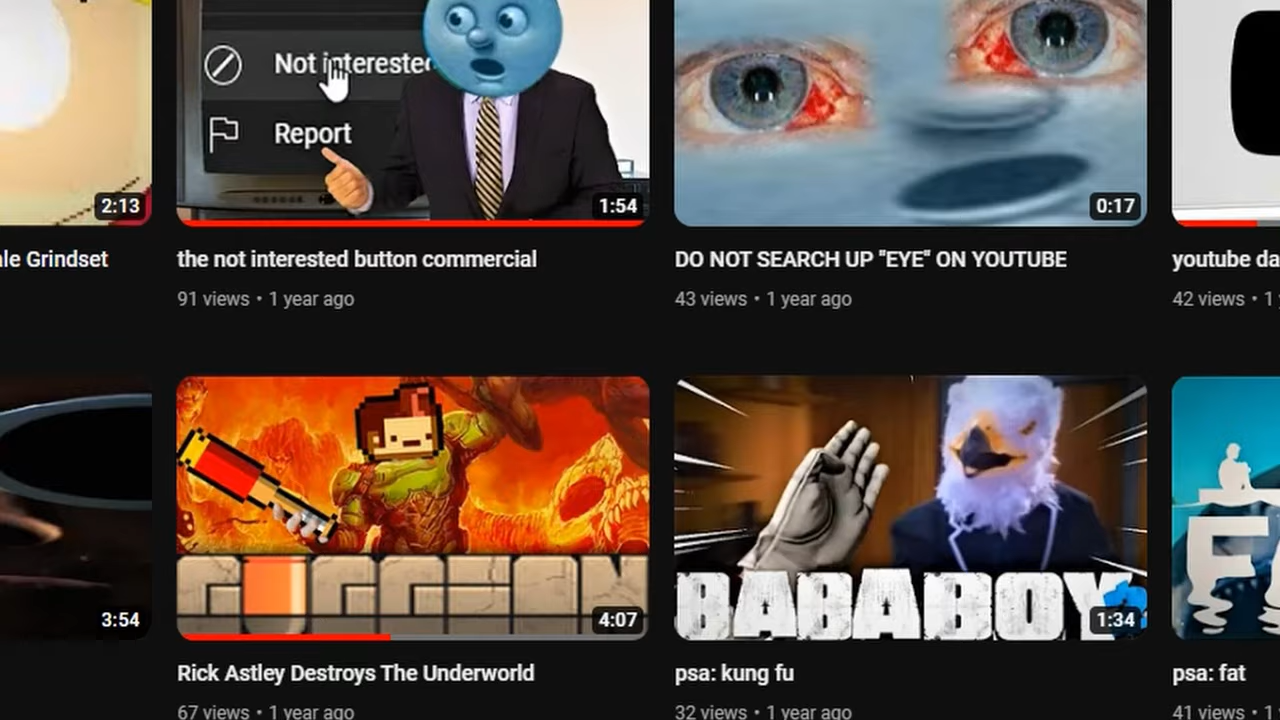 Not interested
Report
2:13
1:54
0:17
le Grindset
the not interested button commercial
DO NOT SEARCH UP "EYE" ON YOUTUBE
youtube da
91 views • 1 year ago
43 views • 1 year ago
42 views • 1
BABABOY
3:54
4:07
1:34
Rick Astley Destroys The Underworld
psa: kung fu
psa: fat
67 views • 1 year ago
32 views • 1 year ago
41 views • 1